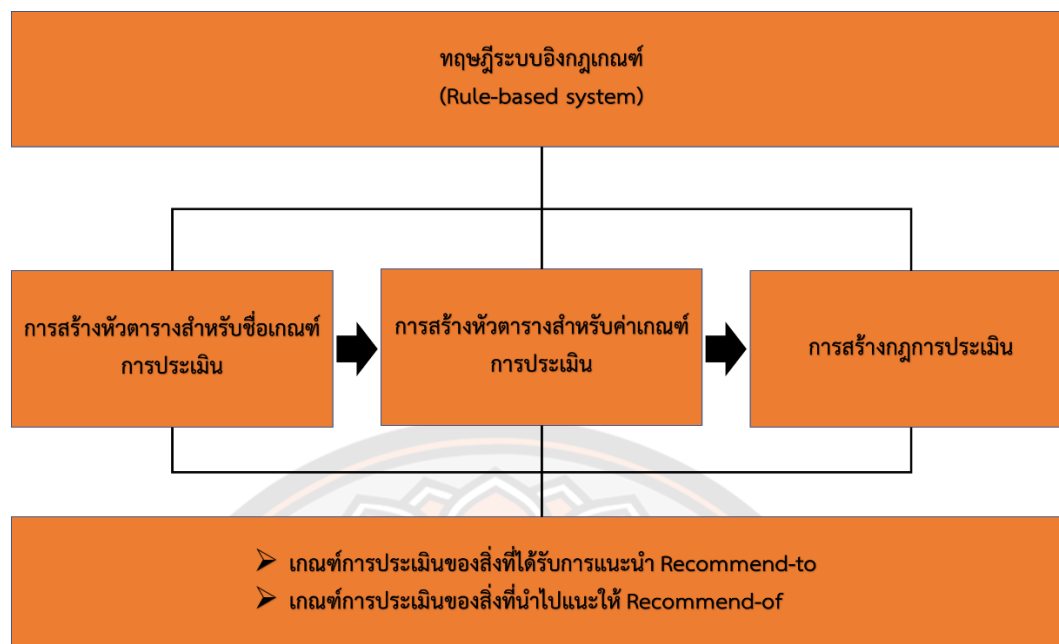 ทฤษฎีระบบอิงกฎเกณฑ์
(Rule-based system)
การสร้างหัวตารางสำหรับชื่อเกณฑ์
การประเมิน
การสร้างหัวตารางสำหรับค่าเกณฑ์
การประเมิน
การสร้างกฎการประเมิน
➢ เกณฑ์การประเมินของสิ่งที่ได้รับการแนะนำ Recommend-to
➢ เกณฑ์การประเมินของสิ่งที่นำไปแนะให้ Recommend-of